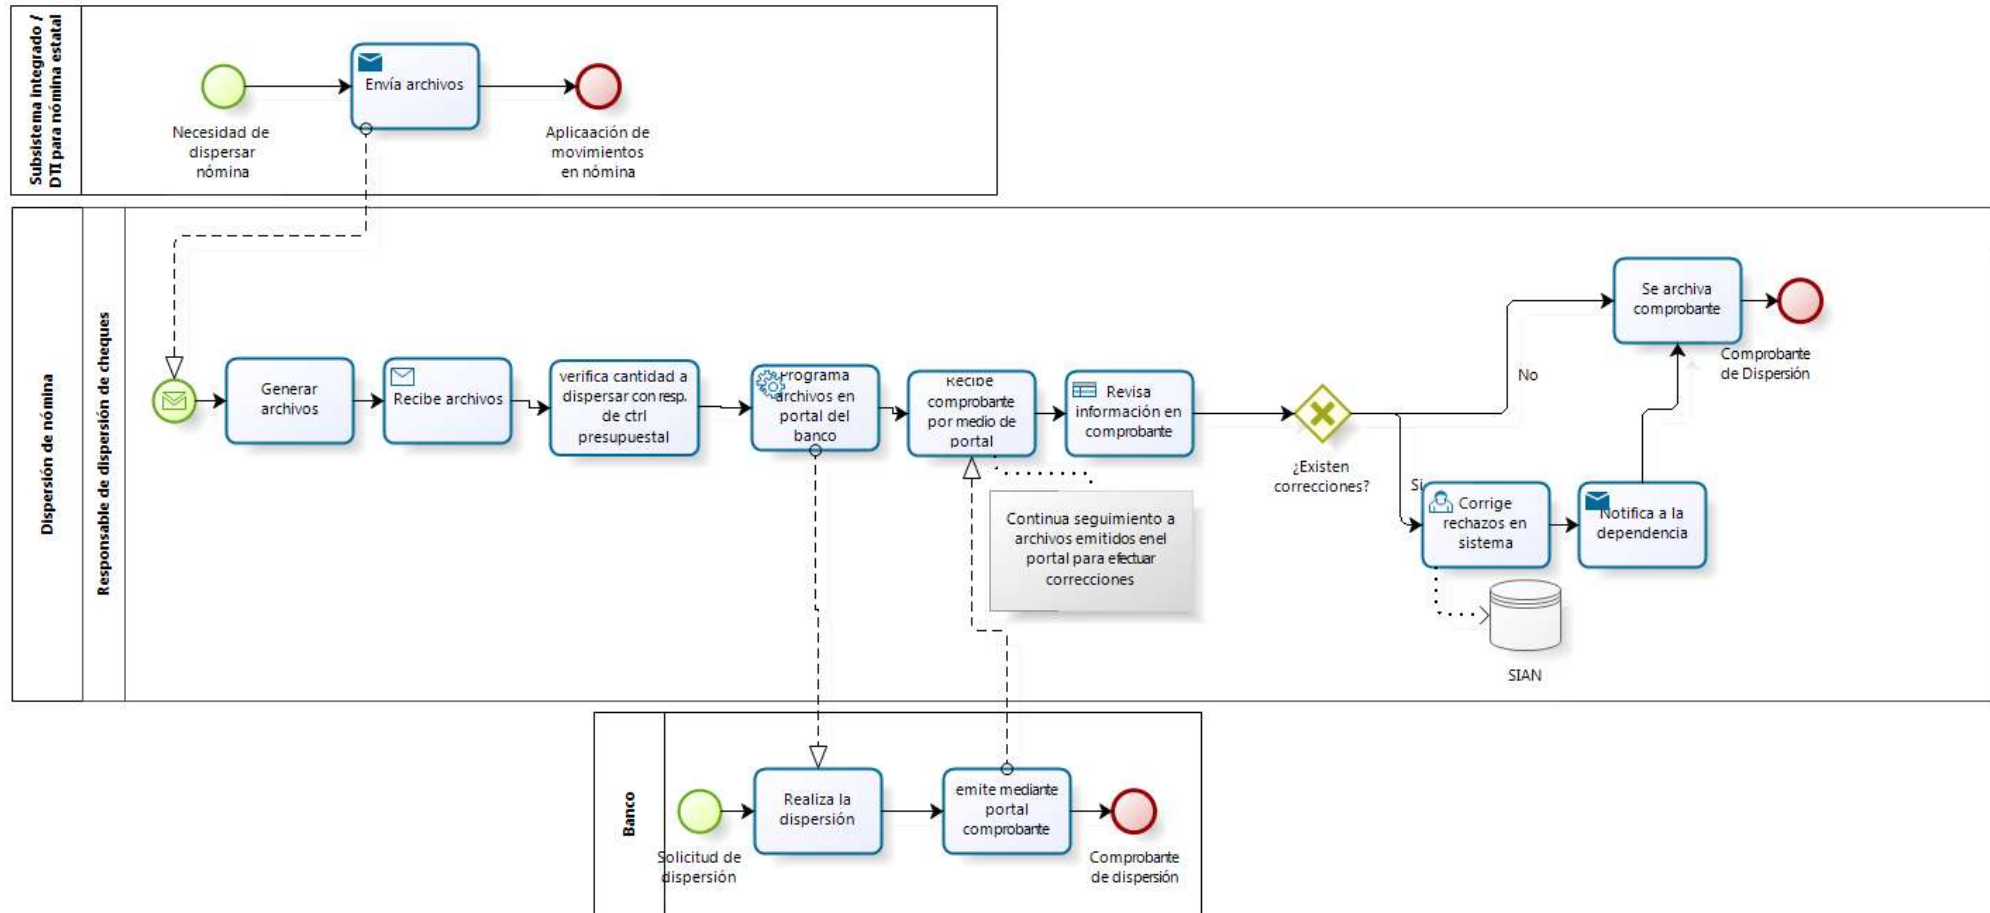 Subsistema integrado /
DTI para nómina estatal
Necesidad de
dispersar
nómina
Envía archivos
Aplicaación de
movimientos
en nómina
Dispersión de nómina
Responsable de dispersión de cheques
Generar
archivos
Recibe archivos
verifica cantidad a
dispersar con resp.
de ctrl
presupuestal
Programa
archivos en
portal del
banco
Recibe
comprobante
por medio de
portal
Revisa
información en
comprobante
¿Existen
correcciones?
No
Si
Se archiva
comprobante
Comprobante
de Dispersión
Corrige
rechazos en
sistema
Notifica a la
dependencia
Continua seguimiento a
archivos emitidos enel
portal para efectuar
correcciones
SIAN
Banco
Solicitud de
dispersión
Realiza la
dispersión
emite mediante
portal
comprobante
Comprobante
de dispersión